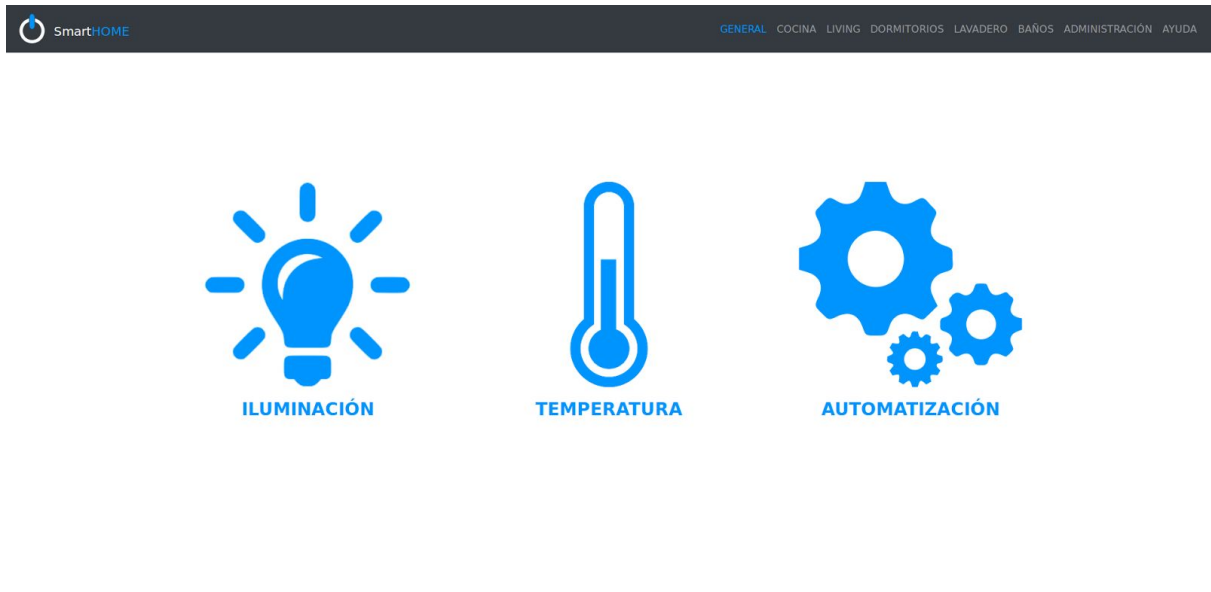 SmartHOME
GENERAL COCINA LIVING DORMITORIOS LAVADERO BAÑOS ADMINISTRACIÓN AYUDA
ILUMINACIÓN
TEMPERATURA
AUTOMATIZACIÓN